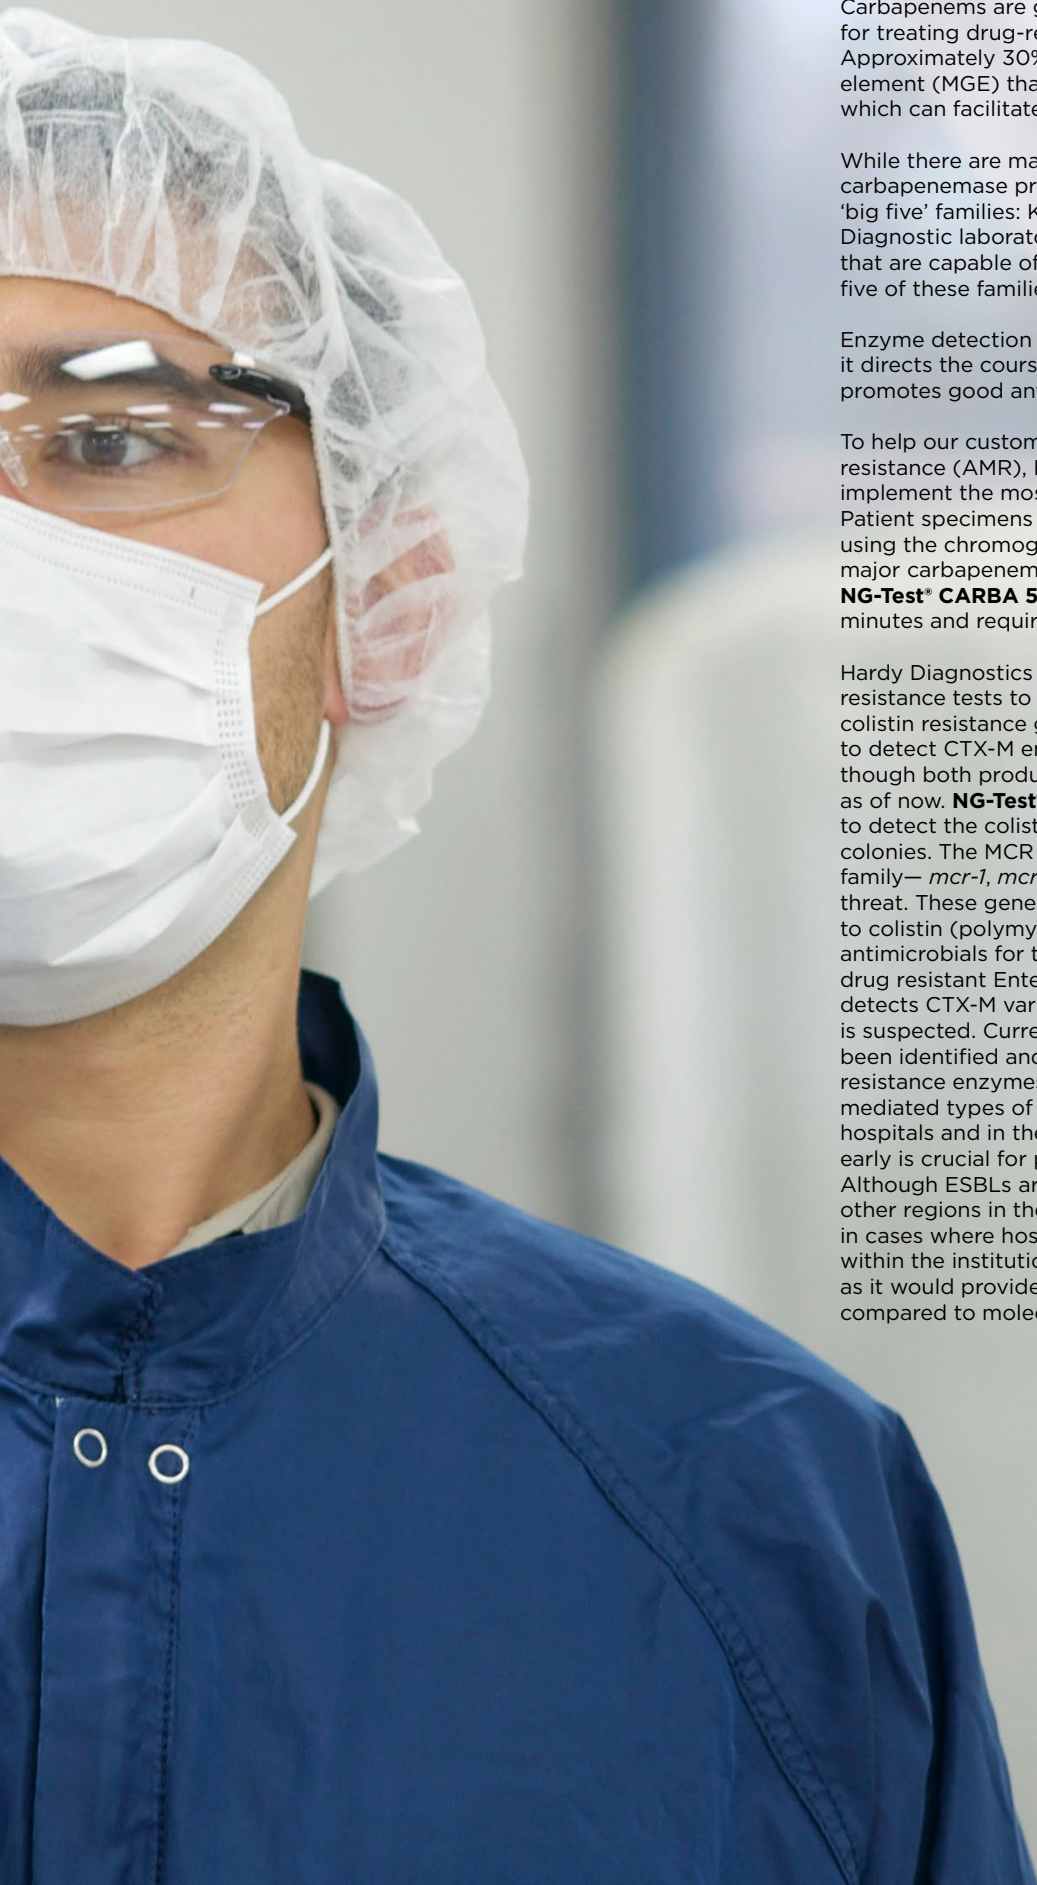 Carbapenems are
for treating drug-re
Approximately 30%
element (MGE) tha
which can facilitate
While there are ma
carbapenemase pr
‘big five’ families: K
Diagnostic laborato
that are capable of
five of these familie
Enzyme detection
it directs the cours
promotes good an
To help our custom
resistance (AMR),
implement the mos
Patient specimens
using the chromog
major carbapenem
NG-Test® CARBA 5
minutes and requir
Hardy Diagnostics
resistance tests to
colistin resistance
to detect CTX-M e
though both produ
as of now. NG-Test
to detect the colist
colonies. The MCR
family— mcr-1, mcr
threat. These gene
to colistin (polymy
antimicrobials for t
drug resistant Ente
detects CTX-M var
is suspected. Curre
been identified and
resistance enzymes
mediated types of
hospitals and in the
early is crucial for p
Although ESBLs ar
other regions in the
in cases where hos
within the institutio
as it would provide
compared to molec